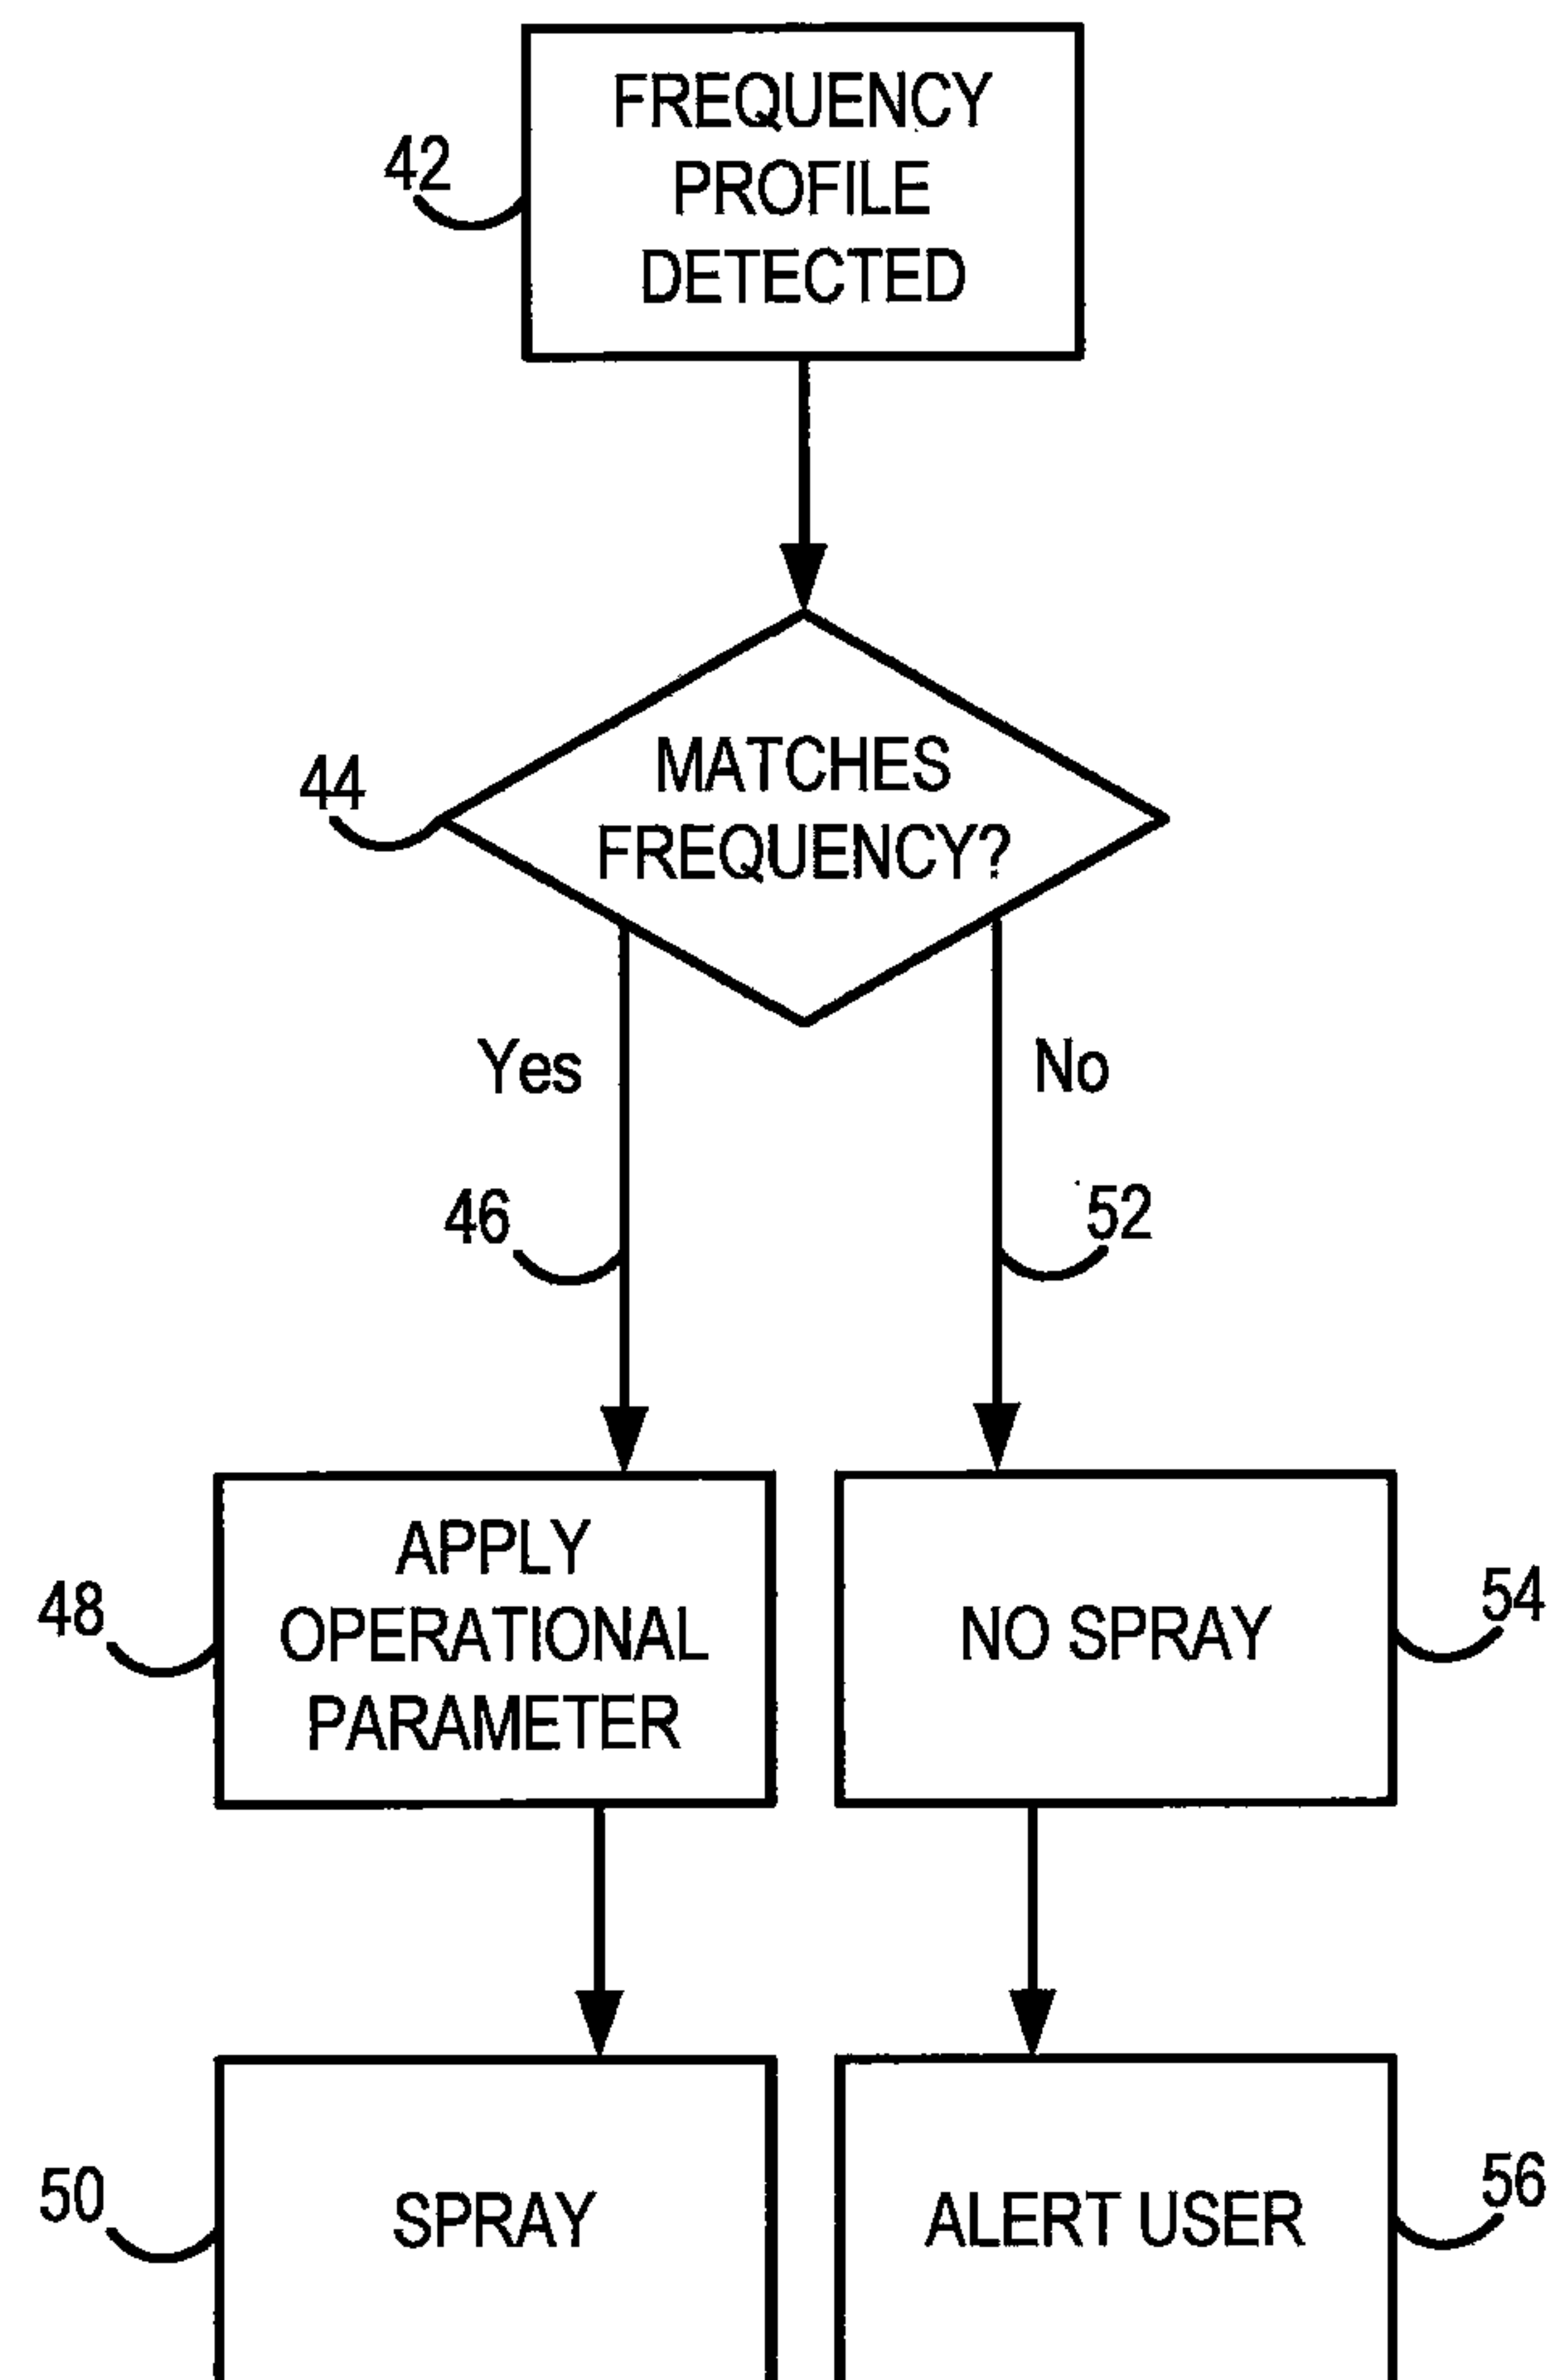 FREQUENCY
PROFILE
DETECTED
42
MATCHES
FREQUENCY?
44
Yes
No
46
52
APPLY
OPERATIONAL
PARAMETER
48
NO SPRAY
54
SPRAY
50
ALERT USER
56